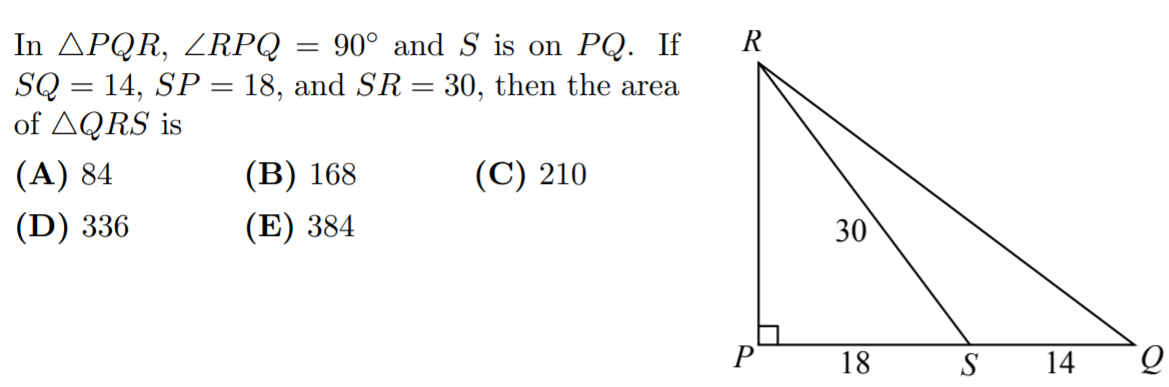 In △PQR, ∠RPQ = 90° and S is on PQ. If
SQ = 14, SP = 18, and SR = 30, then the area
of △QRS is
(A) 84 (B) 168 (C) 210
(D) 336 (E) 384
R
30
P 18 S 14 Q